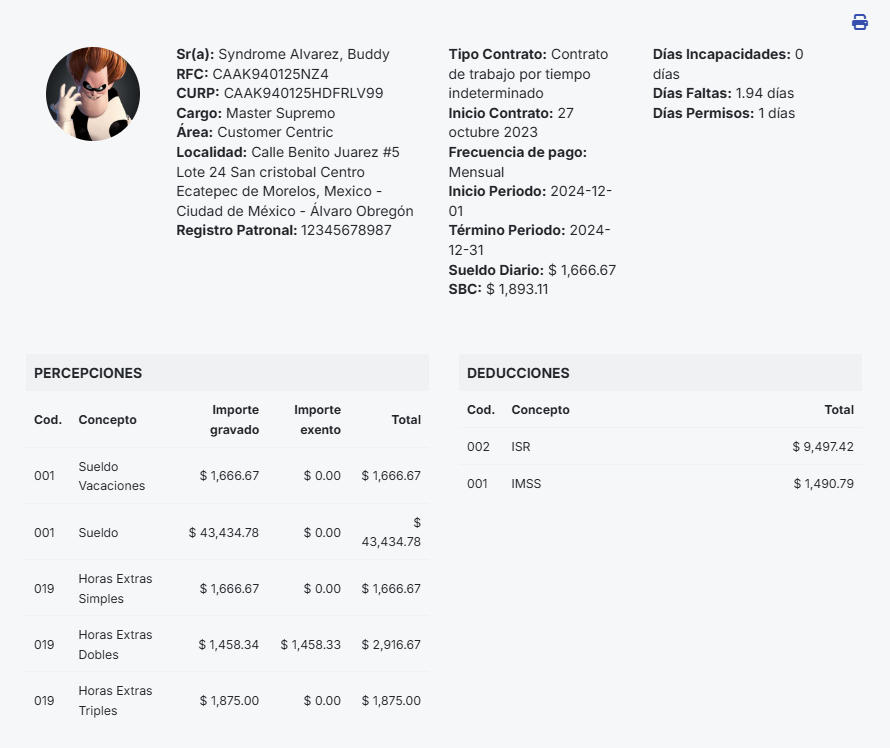 Sr(a): Syndrome Alvarez, Buddy
RFC: CAAK940125NZ4
CURP: CAAK940125HDFRLV99
Cargo: Master Supremo
Área: Customer Centric
Localidad: Calle Benito Juarez #5
Lote 24 San cristobal Centro
Ecatepec de Morelos, Mexico -
Ciudad de México - Álvaro Obregón
Registro Patronal: 12345678987
Tipo Contrato: Contrato
de trabajo por tiempo
indeterminado
Inicio Contrato: 27
octubre 2023
Frecuencia de pago:
Mensual
Inicio Periodo: 2024-12-
01
Término Periodo: 2024-
12-31
Sueldo Diario: $ 1,666.67
SBC: $ 1,893.11
Días Incapacidades: 0
días
Días Faltas: 1.94 días
Días Permisos: 1 días
PERCEPCIONES
Cod. Concepto Importe gravado Importe exento Total
001 Sueldo Vacaciones $ 1,666.67 $ 0.00 $ 1,666.67
001 Sueldo $ 43,434.78 $ 0.00 $ 43,434.78
019 Horas Extras Simples $ 1,666.67 $ 0.00 $ 1,666.67
019 Horas Extras Dobles $ 1,458.34 $ 1,458.33 $ 2,916.67
019 Horas Extras Triples $ 1,875.00 $ 0.00 $ 1,875.00
DEDUCCIONES
Cod. Concepto Total
002 ISR $ 9,497.42
001 IMSS $ 1,490.79